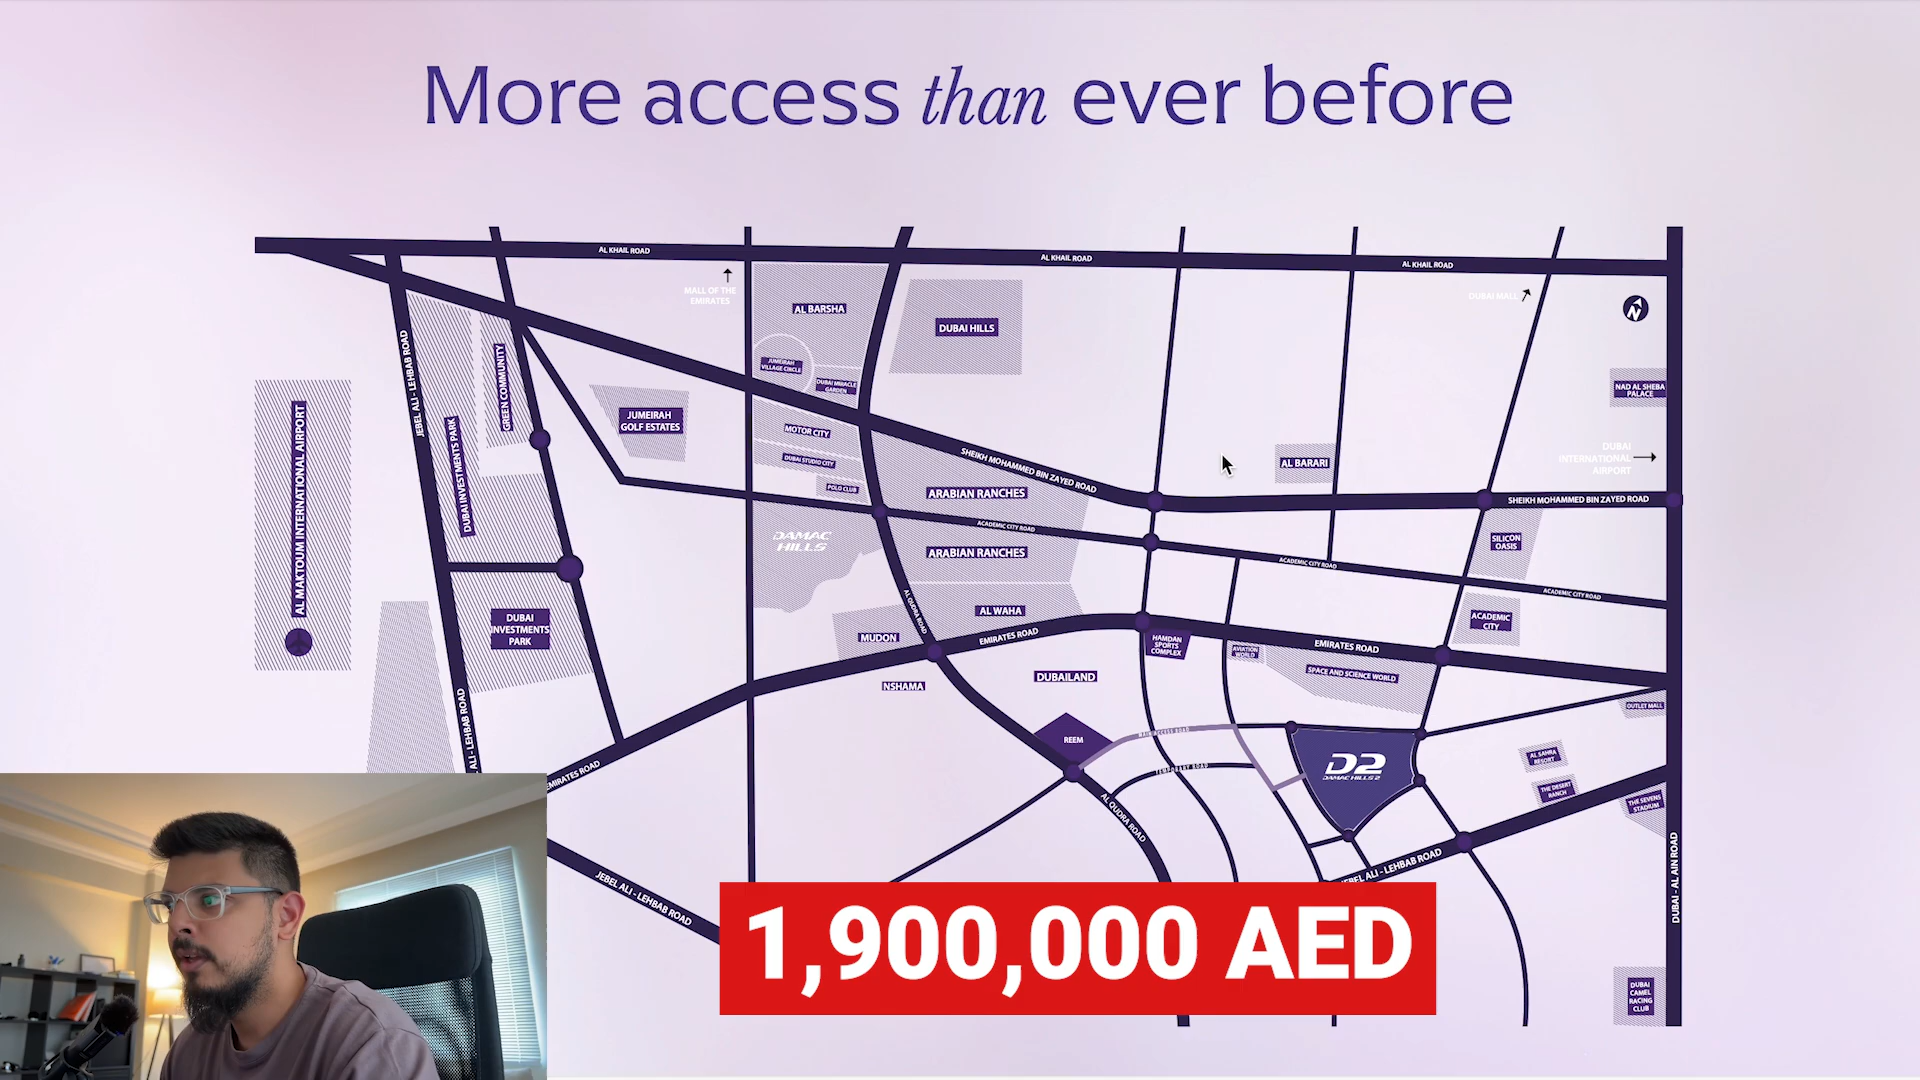 More access than ever before
AL KHAIL ROAD
AL KHAIL ROAD
AL KHAIL ROAD
MALL OF THE
EMIRATES
DUBAI MALL
N
AL BARSHA
DUBAI HILLS
JUMEIRAH
VILLAGE CIRCLE
DUBAI MIRACLE
GARDEN
JEBEL ALI - LEHBAB ROAD
GREEN COMMUNITY
NAD AL SHEBA
PALACE
JUMEIRAH
GOLF ESTATES
MOTOR CITY
DUBAI STUDIO CITY
POLO CLUB
AL MAKTOUM INTERNATIONAL AIRPORT
DUBAI INVESTMENTS PARK
SHEIKH MOHAMMED BIN ZAYED ROAD
AL BARARI
DUBAI
INTERNATIONAL
AIRPORT
SHEIKH MOHAMMED BIN ZAYED ROAD
ARABIAN RANCHES
ACADEMIC CITY ROAD
DAMAC
HILLS
ARABIAN RANCHES
SILICON
OASIS
ACADEMIC CITY ROAD
ACADEMIC CITY ROAD
AL QUDRA ROAD
AL WAHA
DUBAI
INVESTMENTS
PARK
MUDON
EMIRATES ROAD
HAMDAN
SPORTS
COMPLEX
AVIATION
WORLD
EMIRATES ROAD
ACADEMIC
CITY
SPACE AND SCIENCE WORLD
NSHAMA
DUBAILAND
OUTLET MALL
ALI - LEHBAB ROAD
REEM
MAIN ACCESS ROAD
TEMPORARY ROAD
D2
DAMAC HILLS 2
AL SAHRA
RESORT
THE DESERT
RANCH
THE SEVENS
STADIUM
EMIRATES ROAD
AL QUDRA ROAD
JEBEL ALI - LEHBAB ROAD
JEBEL ALI - LEHBAB ROAD
DUBAI - AL AIN ROAD
1,900,000 AED
DUBAI
CAMEL
RACING
CLUB